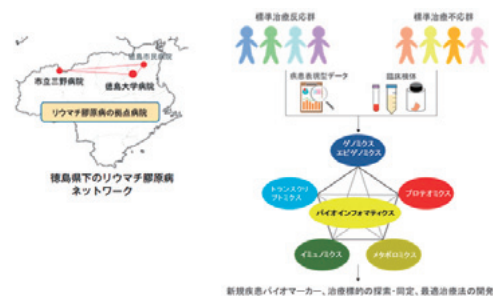 徳島市民病院
市立三野病院
徳島大学病院
リウマチ膠原病の拠点病院
徳島県下のリウマチ膠原病
ネットワーク
標準治療反応群
標準治療不応群
疾患表現型データ
臨床検体
ゲノミクス
エピゲノミクス
トランスクリ
プトミクス
プロテオミクス
バイオインフォマティクス
イミュノミクス
メタボロミクス
新規疾患バイオマーカー、治療標的の探索・同定、最適治療法の開発